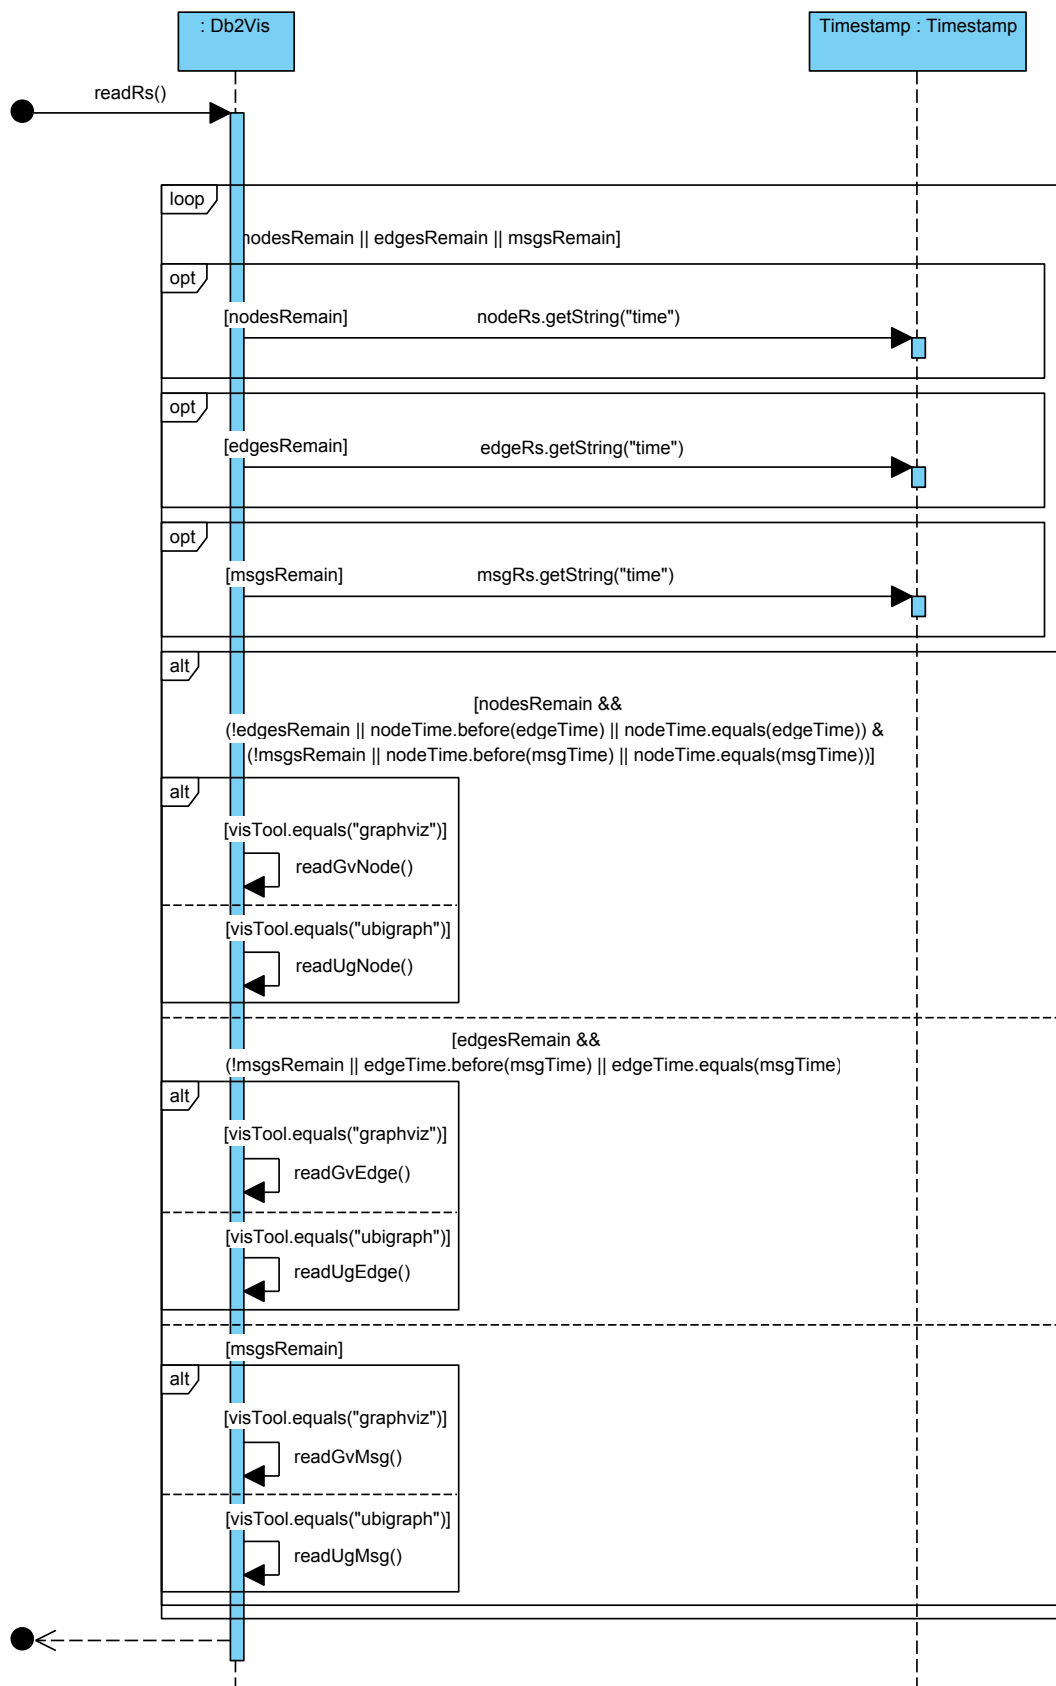 : Db2Vis
Timestamp : Timestamp
readRs()
loop
nodesRemain || edgesRemain || msgsRemain]
opt
[nodesRemain]
nodeRs.getString("time")
opt
[edgesRemain]
edgeRs.getString("time")
opt
[msgsRemain]
msgRs.getString("time")
alt
[nodesRemain &&
(!edgesRemain || nodeTime.before(edgeTime) || nodeTime.equals(edgeTime)) &
(!msgsRemain || nodeTime.before(msgTime) || nodeTime.equals(msgTime))]
alt
[visTool.equals("graphviz")]
readGvNode()
[visTool.equals("ubigraph")]
readUgNode()
[edgesRemain &&
(!msgsRemain || edgeTime.before(msgTime) || edgeTime.equals(msgTime)
alt
[visTool.equals("graphviz")]
readGvEdge()
[visTool.equals("ubigraph")]
readUgEdge()
[msgsRemain]
alt
[visTool.equals("graphviz")]
readGvMsg()
[visTool.equals("ubigraph")]
readUgMsg()